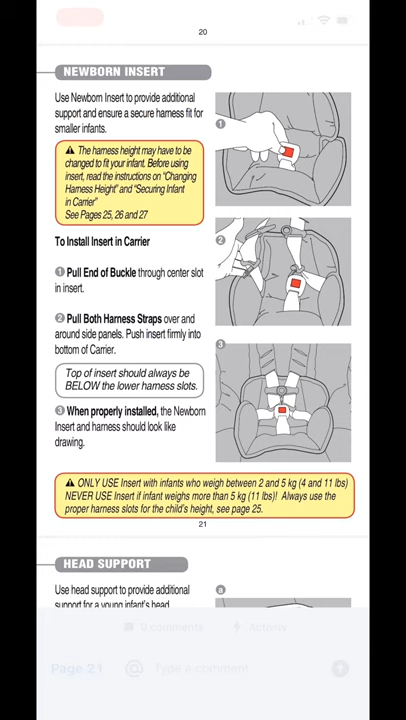 20
NEWBORN INSERT
Use Newborn Insert to provide additional
support and ensure a secure harness fit for
smaller infants.
⚠ The harness height may have to be
changed to fit your infant. Before using
insert, read the instructions on “Changing
Harness Height” and “Securing Infant
in Carrier”
See Pages 25, 26 and 27
To Install Insert in Carrier
1 Pull End of Buckle through center slot
in insert.
2 Pull Both Harness Straps over and
around side panels. Push insert firmly into
bottom of Carrier.
Top of insert should always be
BELOW the lower harness slots.
3 When properly installed, the Newborn
Insert and harness should look like
drawing.
1
2
3
⚠ ONLY USE Insert with infants who weigh between 2 and 5 kg (4 and 11 lbs)
NEVER USE Insert if infant weighs more than 5 kg (11 lbs)! Always use the
proper harness slots for the child’s height, see page 25.
21
HEAD SUPPORT
Use head support to provide additional
support for a young infant’s head
a
0 comments
Activity
Page 21
@
Type a comment